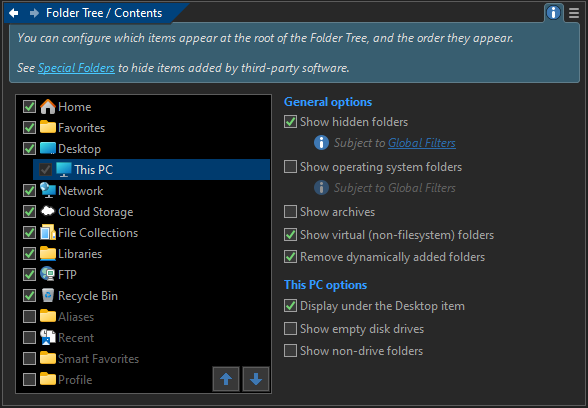 Folder Tree / Contents
You can configure which items appear at the root of the Folder Tree, and the order they appear.
See Special Folders to hide items added by third-party software.
Home
Favorites
Desktop
This PC
Network
Cloud Storage
File Collections
Libraries
FTP
Recycle Bin
Aliases
Recent
Smart Favorites
Profile
General options
Show hidden folders
Subject to Global Filters
Show operating system folders
Subject to Global Filters
Show archives
Show virtual (non-filesystem) folders
Remove dynamically added folders
This PC options
Display under the Desktop item
Show empty disk drives
Show non-drive folders